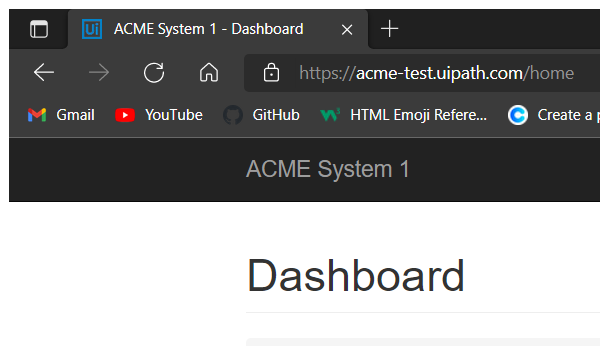 Ui ACME System 1 - Dashboard
https://acme-test.uipath.com/home
Gmail YouTube GitHub HTML Emoji Refere... Create a
ACME System 1
Dashboard